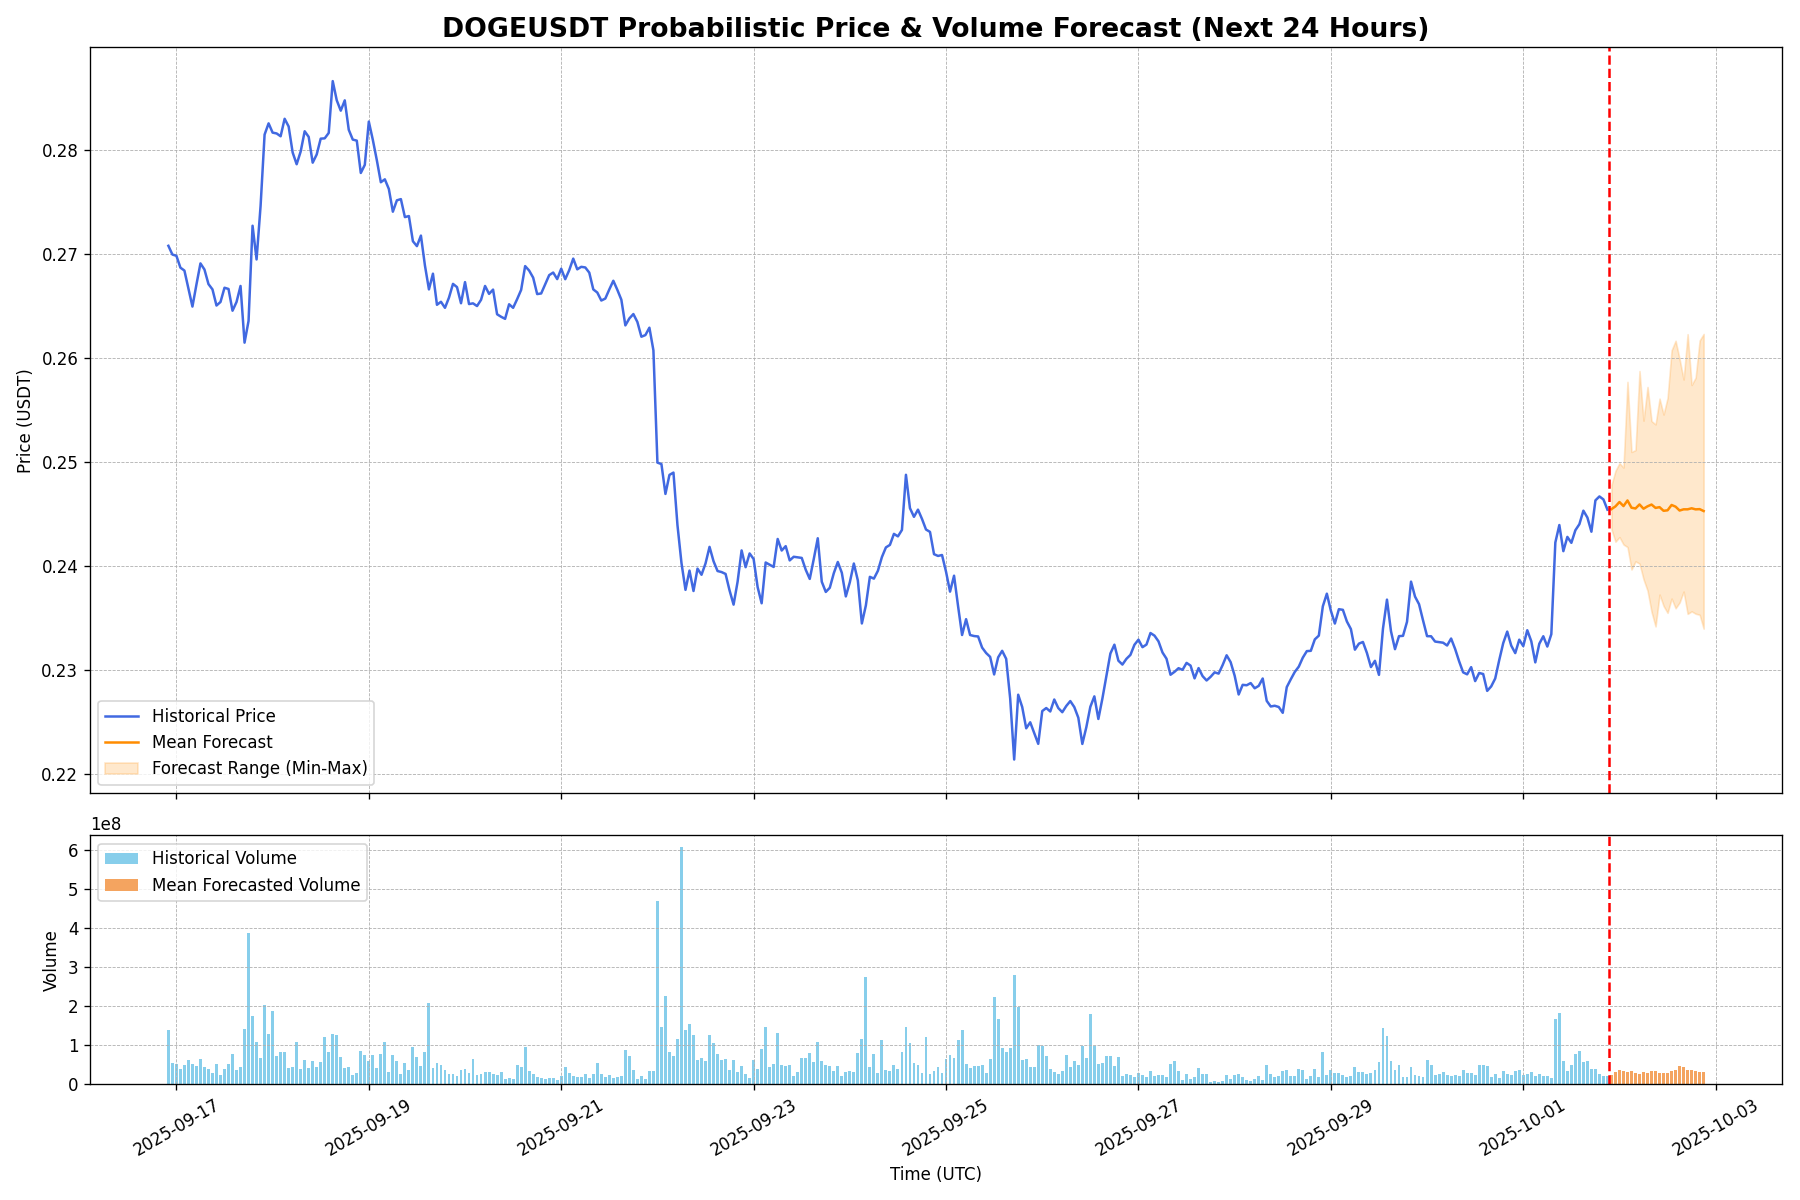 DOGEUSDT Probabilistic Price & Volume Forecast (Next 24 Hours)
Price (USDT)
0.28
0.27
0.26
0.25
0.24
0.23
0.22
Historical Price
Mean Forecast
Forecast Range (Min-Max)
1e8
Volume
6
5
4
3
2
1
0
Historical Volume
Mean Forecasted Volume
2025-09-17
2025-09-19
2025-09-21
2025-09-23
2025-09-25
2025-09-27
2025-09-29
2025-10-01
2025-10-03
Time (UTC)